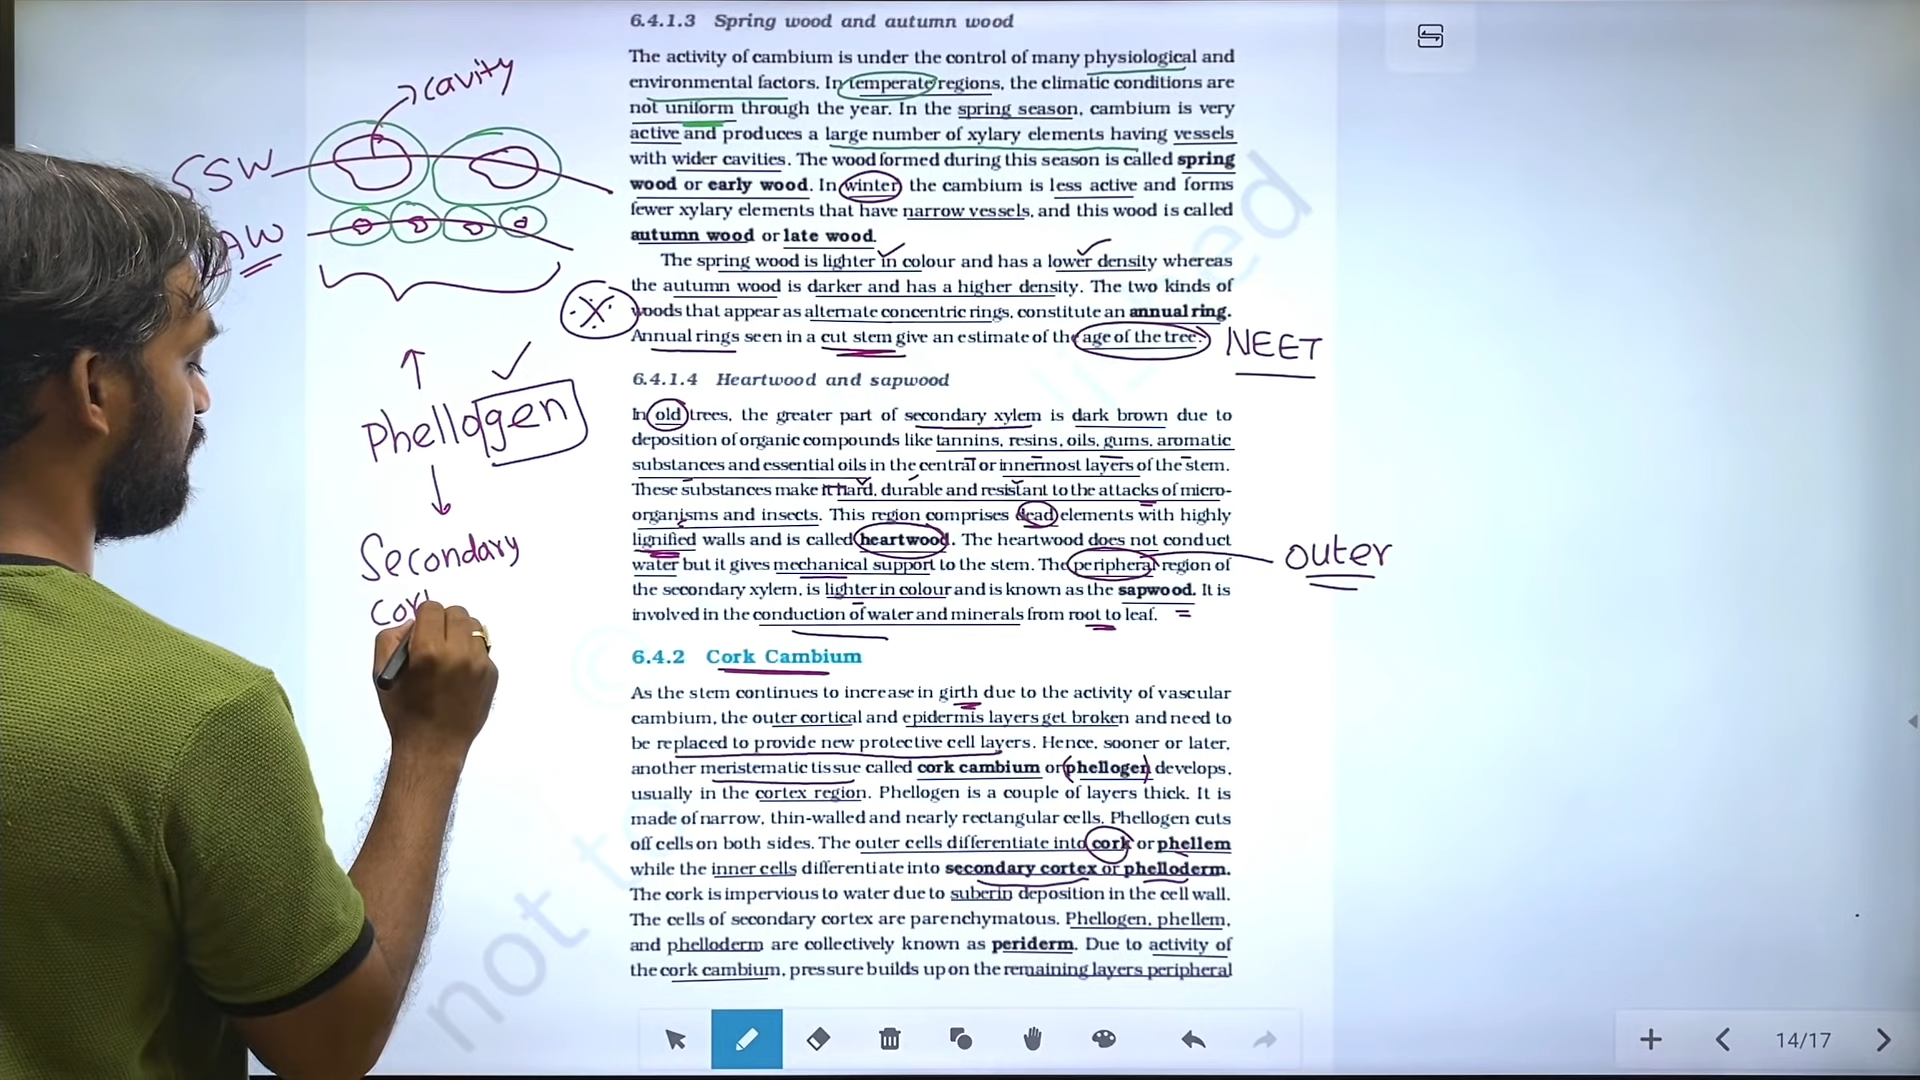 6.4.1.3 Spring wood and autumn wood
The activity of cambium is under the control of many physiological and
environmental factors. In temperate regions, the climatic conditions are
not uniform through the year. In the spring season, cambium is very
active and produces a large number of xylary elements having vessels
with wider cavities. The wood formed during this season is called spring
wood or early wood. In winter, the cambium is less active and forms
fewer xylary elements that have narrow vessels, and this wood is called
autumn wood or late wood.
The spring wood is lighter in colour and has a lower density whereas
the autumn wood is darker and has a higher density. The two kinds of
woods that appear as alternate concentric rings, constitute an annual ring.
Annual rings seen in a cut stem give an estimate of the age of the tree.
NEET
6.4.1.4 Heartwood and sapwood
In old trees, the greater part of secondary xylem is dark brown due to
deposition of organic compounds like tannins, resins, oils, gums, aromatic
substances and essential oils in the central or innermost layers of the stem.
These substances make it hard, durable and resistant to the attacks of micro-
organisms and insects. This region comprises dead elements with highly
lignified walls and is called heartwood. The heartwood does not conduct
water but it gives mechanical support to the stem. The peripheral region of
the secondary xylem, is lighter in colour and is known as the sapwood. It is
involved in the conduction of water and minerals from root to leaf.
outer
6.4.2 Cork Cambium
As the stem continues to increase in girth due to the activity of vascular
cambium, the outer cortical and epidermis layers get broken and need to
be replaced to provide new protective cell layers. Hence, sooner or later,
another meristematic tissue called cork cambium or (phellogen) develops,
usually in the cortex region. Phellogen is a couple of layers thick. It is
made of narrow, thin-walled and nearly rectangular cells. Phellogen cuts
off cells on both sides. The outer cells differentiate into cork or phellem
while the inner cells differentiate into secondary cortex or phelloderm.
The cork is impervious to water due to suberin deposition in the cell wall.
The cells of secondary cortex are parenchymatous. Phellogen, phellem,
and phelloderm are collectively known as periderm. Due to activity of
the cork cambium, pressure builds up on the remaining layers peripheral
cavity
SSW
AW
Phellogen
Secondary
14/17
not to